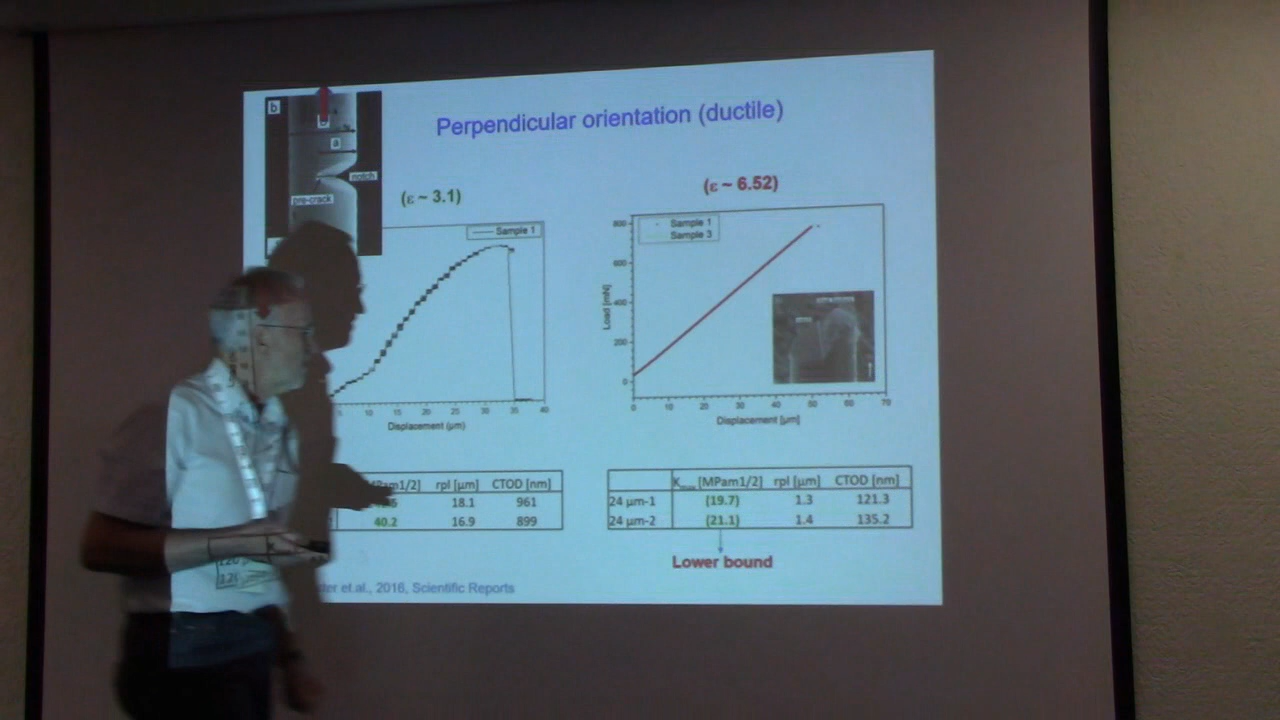 b
Perpendicular orientation (ductile)
a
notch
pre-crack
(ε ~ 3.1)
(ε ~ 6.52)
Sample 1
Sample 1
Sample 3
800
600
400
200
0
Load [mN]
10 15 20 25 30 35 40
Displacement (µm)
0 10 20 30 40 50 60 70
Displacement [µm]
rpl [µm] CTOD [nm]
18.1 961
40.2 16.9 899
Kmax [MPam1/2] rpl [µm] CTOD [nm]
24 µm-1 (19.7) 1.3 121.3
24 µm-2 (21.1) 1.4 135.2
Lower bound
et al., 2016, Scientific Reports